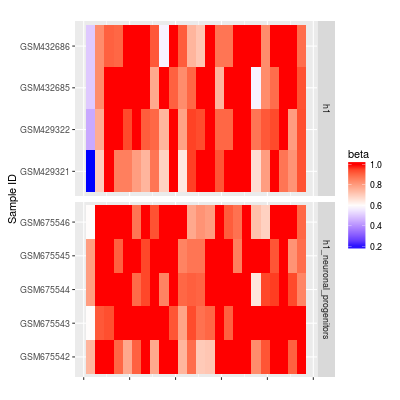 GSM432686
GSM432685
GSM429322
GSM429321
h1
GSM675546
GSM675545
GSM675544
GSM675543
GSM675542
h1_neuronal_progenitors
Sample ID
beta
1.0
0.8
0.6
0.4
0.2